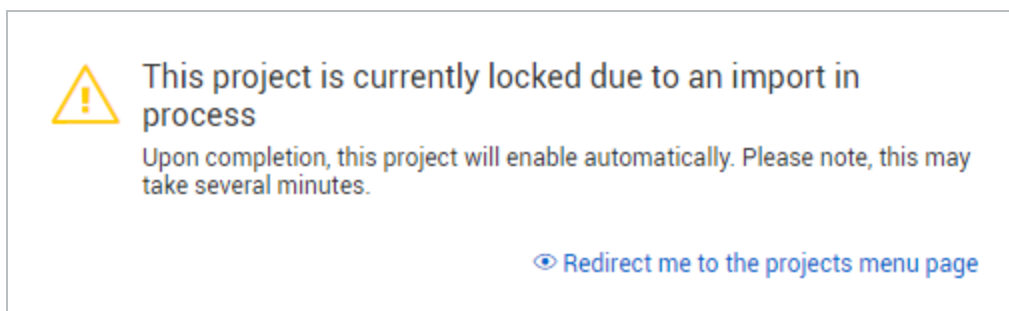 This project is currently locked due to an import in
process
Upon completion, this project will enable automatically. Please note, this may
take several minutes.
Redirect me to the projects menu page